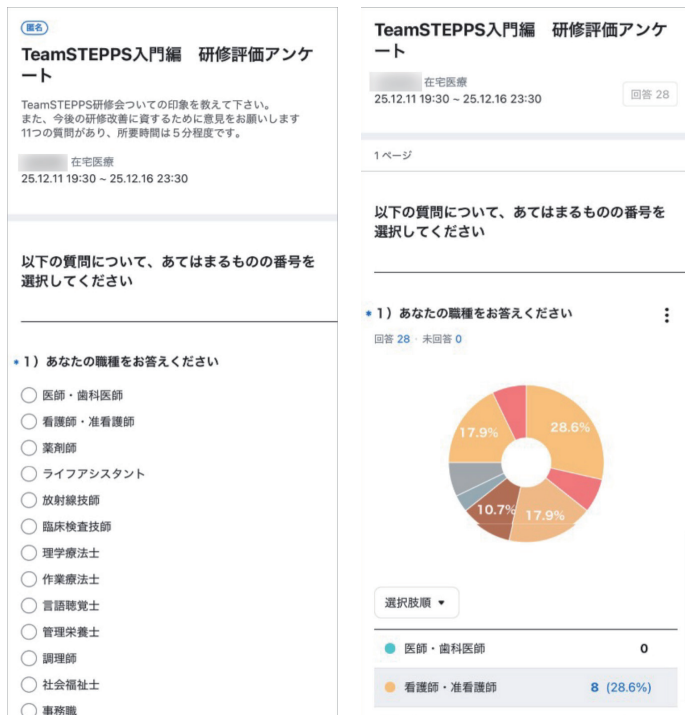 匿名
TeamSTEPPS入門編　研修評価アンケ
ート
TeamSTEPPS研修会ついての印象を教えて下さい。
また、今後の研修改善に資するために意見をお願いします
11つの質問があり、所要時間は５分程度です。
在宅医療
25.12.11 19:30 ~ 25.12.16 23:30
以下の質問について、あてはまるものの番号を
選択してください
* 1）あなたの職種をお答えください
医師・歯科医師
看護師・准看護師
薬剤師
ライフアシスタント
放射線技師
臨床検査技師
理学療法士
作業療法士
言語聴覚士
管理栄養士
調理師
社会福祉士
事務職
TeamSTEPPS入門編　研修評価アンケ
ート
在宅医療
25.12.11 19:30 ~ 25.12.16 23:30
回答 28
1 ページ
以下の質問について、あてはまるものの番号を
選択してください
* 1）あなたの職種をお答えください
回答 28 · 未回答 0
17.9%
28.6%
10.7%
17.9%
選択肢順
医師・歯科医師 0
看護師・准看護師 8 (28.6%)